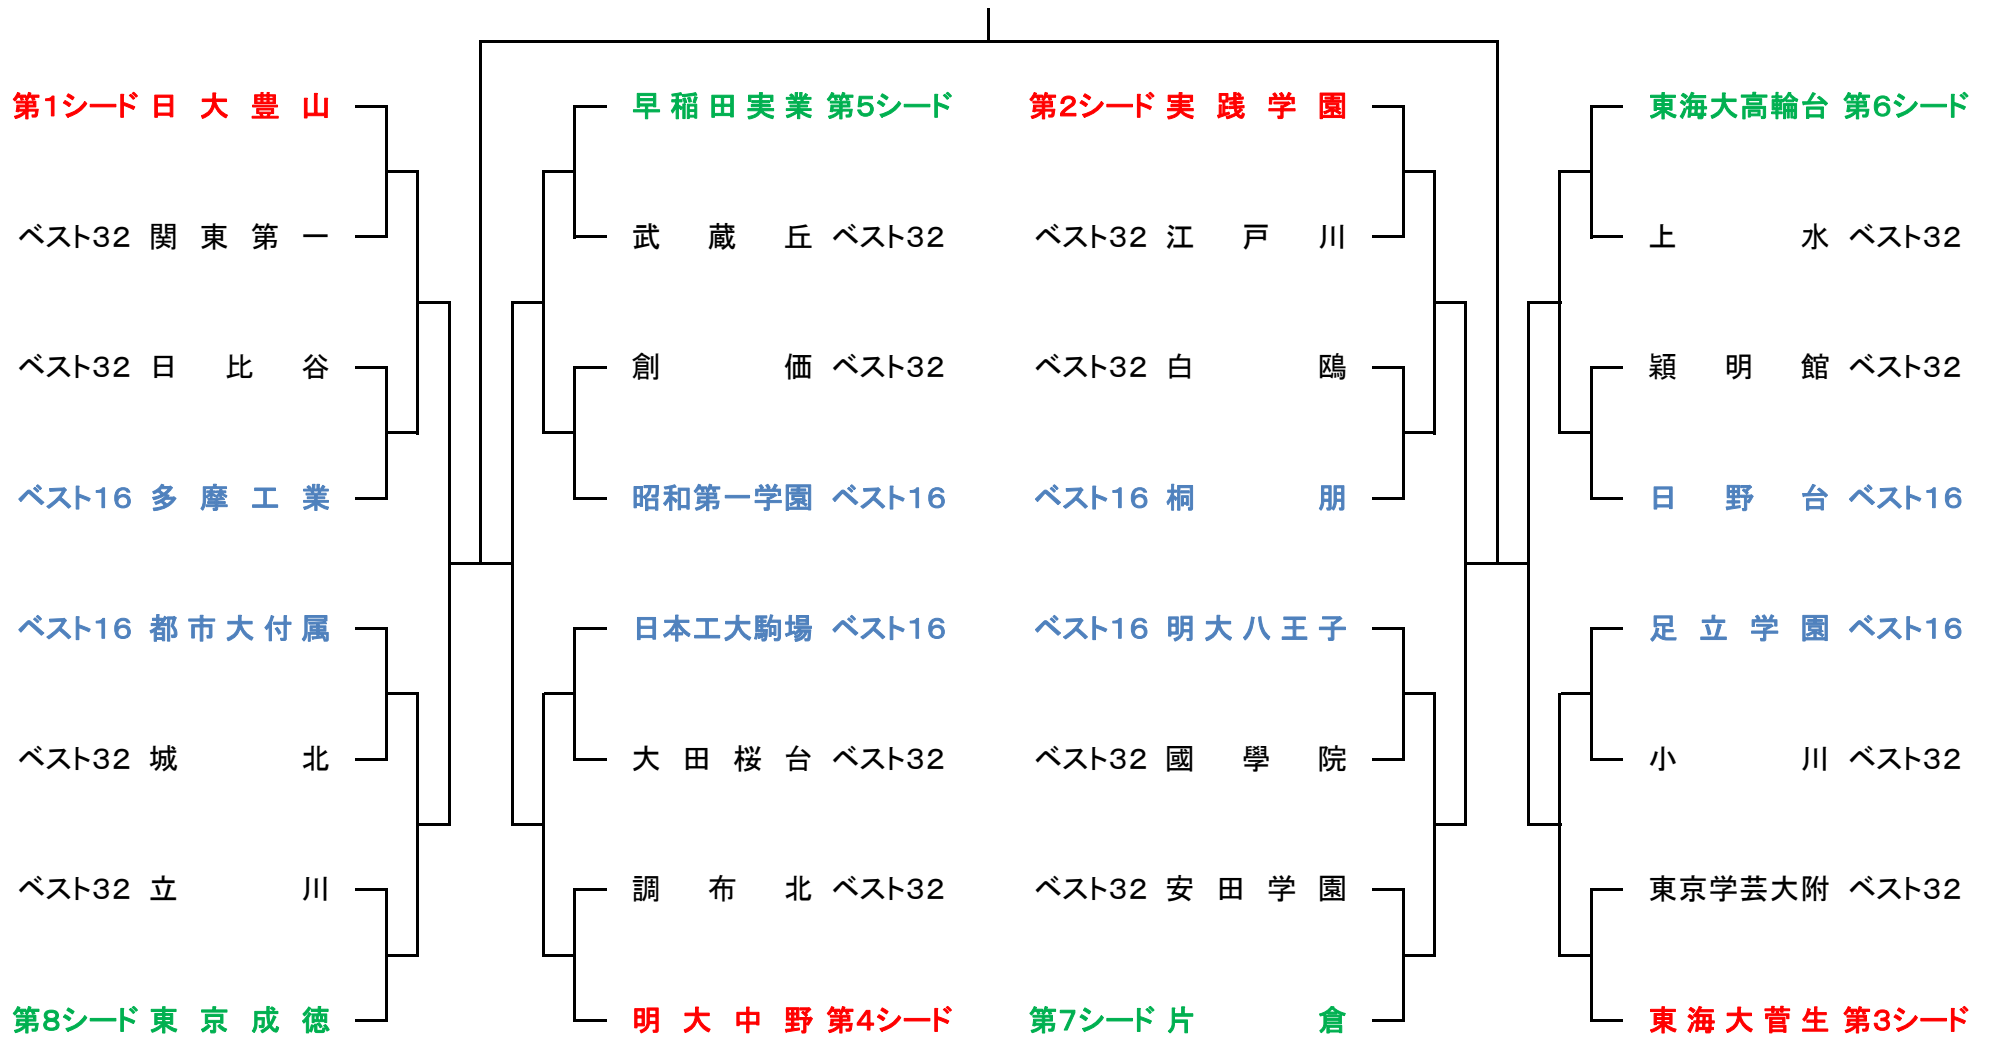 第1シード 日大豊山 早稲田実業 第5シード 第2シード 実践学園 東海大高輪台 第6シード
ベスト32 関東第一 武蔵丘 ベスト32 ベスト32 江戸川 上水 ベスト32
ベスト32 日比谷 創価 ベスト32 ベスト32 白鴎 穎明館 ベスト32
ベスト16 多摩工業 昭和第一学園 ベスト16 ベスト16 桐朋 日野台 ベスト16
ベスト16 都市大付属 日本工大駒場 ベスト16 ベスト16 明大八王子 足立学園 ベスト16
ベスト32 城北 大田桜台 ベスト32 ベスト32 國學院 小川 ベスト32
ベスト32 立川 調布北 ベスト32 ベスト32 安田学園 東京学芸大附 ベスト32
第8シード 東京成徳 明大中野 第4シード 第7シード 片倉 東海大菅生 第3シード